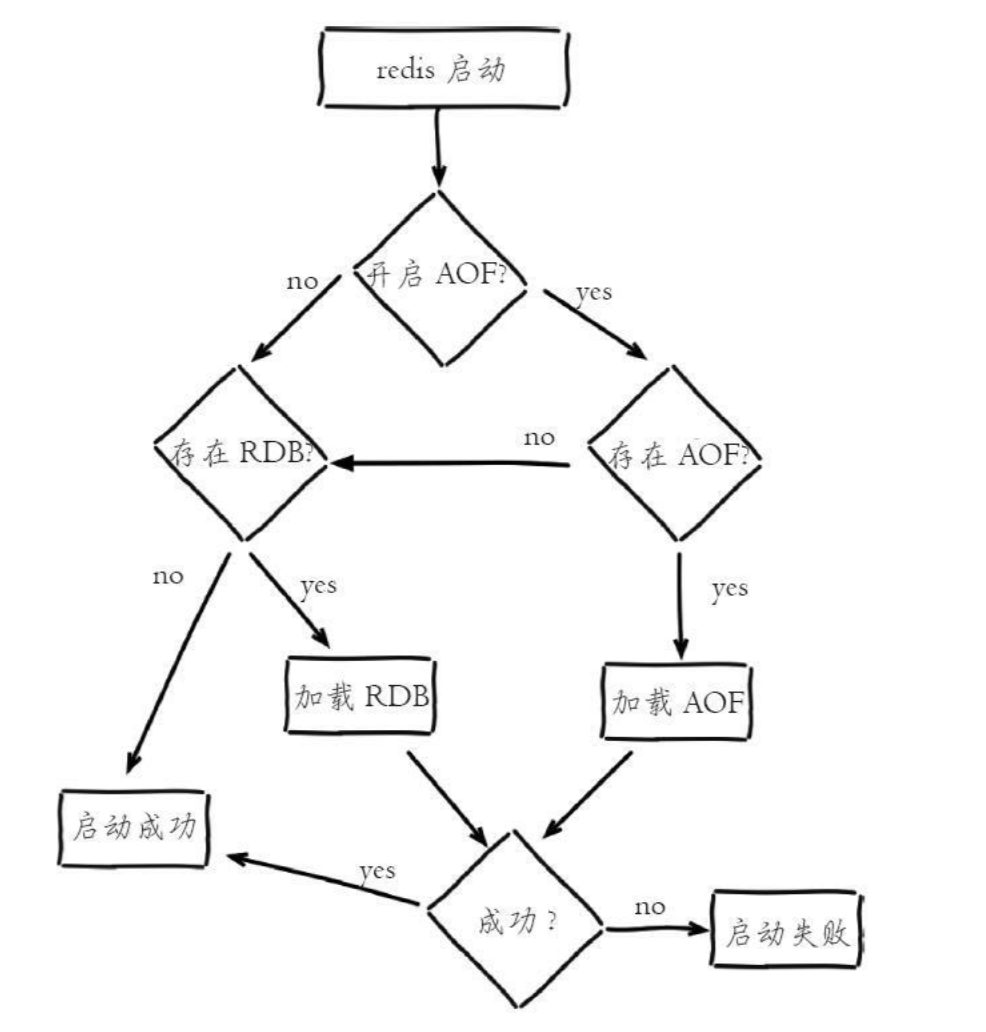 redis 启动
开启 AOF?
no
yes
存在 RDB?
no
存在 AOF?
no
yes
yes
加载 RDB
加载 AOF
启动成功
yes
成功?
no
启动失败